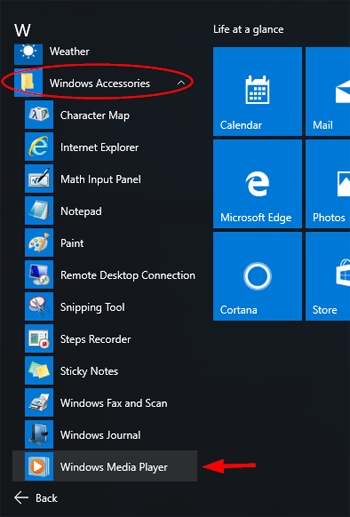 W
Weather
Windows Accessories
Character Map
Internet Explorer
Math Input Panel
Notepad
Paint
Remote Desktop Connection
Snipping Tool
Steps Recorder
Sticky Notes
Windows Fax and Scan
Windows Journal
Windows Media Player
Back
Life at a glance
Calendar
Mail
Microsoft Edge
Photos
Cortana
Store